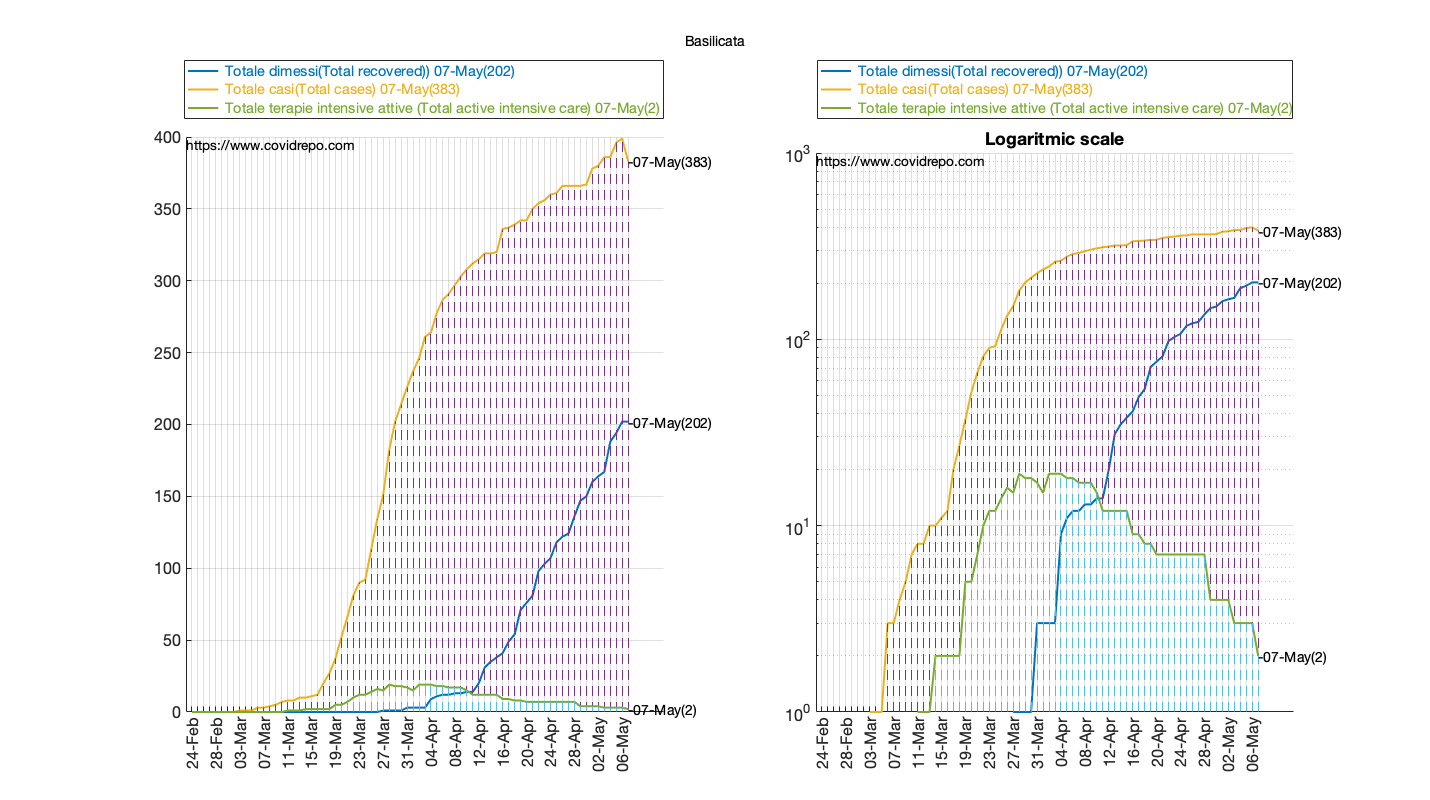 Basilicata
Totale dimessi(Total recovered)) 07-May(202)
Totale casi(Total cases) 07-May(383)
Totale terapie intensive attive (Total active intensive care) 07-May(2)
https://www.covidrepo.com
400
350
300
250
200
150
100
50
0
07-May(383)
07-May(202)
07-May(2)
24-Feb
28-Feb
03-Mar
07-Mar
11-Mar
15-Mar
19-Mar
23-Mar
27-Mar
31-Mar
04-Apr
08-Apr
12-Apr
16-Apr
20-Apr
24-Apr
28-Apr
02-May
06-May
Totale dimessi(Total recovered)) 07-May(202)
Totale casi(Total cases) 07-May(383)
Totale terapie intensive attive (Total active intensive care) 07-May(2)
Logaritmic scale
https://www.covidrepo.com
10³
10²
10¹
10⁰
07-May(383)
07-May(202)
07-May(2)
24-Feb
28-Feb
03-Mar
07-Mar
11-Mar
15-Mar
19-Mar
23-Mar
27-Mar
31-Mar
04-Apr
08-Apr
12-Apr
16-Apr
20-Apr
24-Apr
28-Apr
02-May
06-May